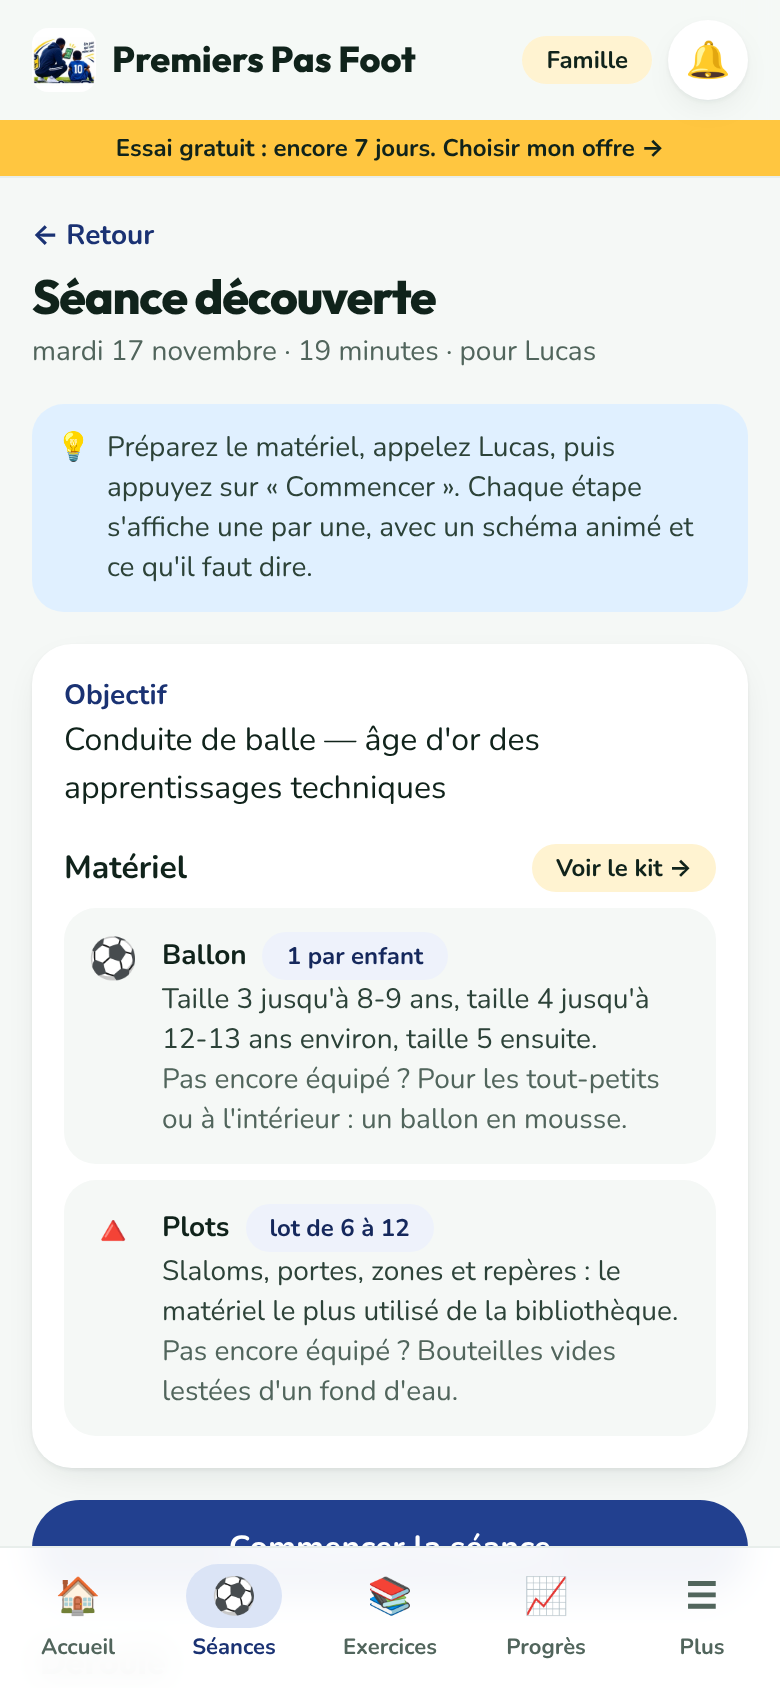 Premiers Pas Foot
Famille
Essai gratuit : encore 7 jours. Choisir mon offre →
← Retour
Séance découverte
mardi 17 novembre · 19 minutes · pour Lucas
Préparez le matériel, appelez Lucas, puis
appuyez sur « Commencer ». Chaque étape
s'affiche une par une, avec un schéma animé et
ce qu'il faut dire.
Objectif
Conduite de balle — âge d'or des
apprentissages techniques
Matériel
Voir le kit →
Ballon
1 par enfant
Taille 3 jusqu'à 8-9 ans, taille 4 jusqu'à
12-13 ans environ, taille 5 ensuite.
Pas encore équipé ? Pour les tout-petits
ou à l'intérieur : un ballon en mousse.
Plots
lot de 6 à 12
Slaloms, portes, zones et repères : le
matériel le plus utilisé de la bibliothèque.
Pas encore équipé ? Bouteilles vides
lestées d'un fond d'eau.
Commencer la séance
Accueil
Séances
Exercices
Progrès
Plus